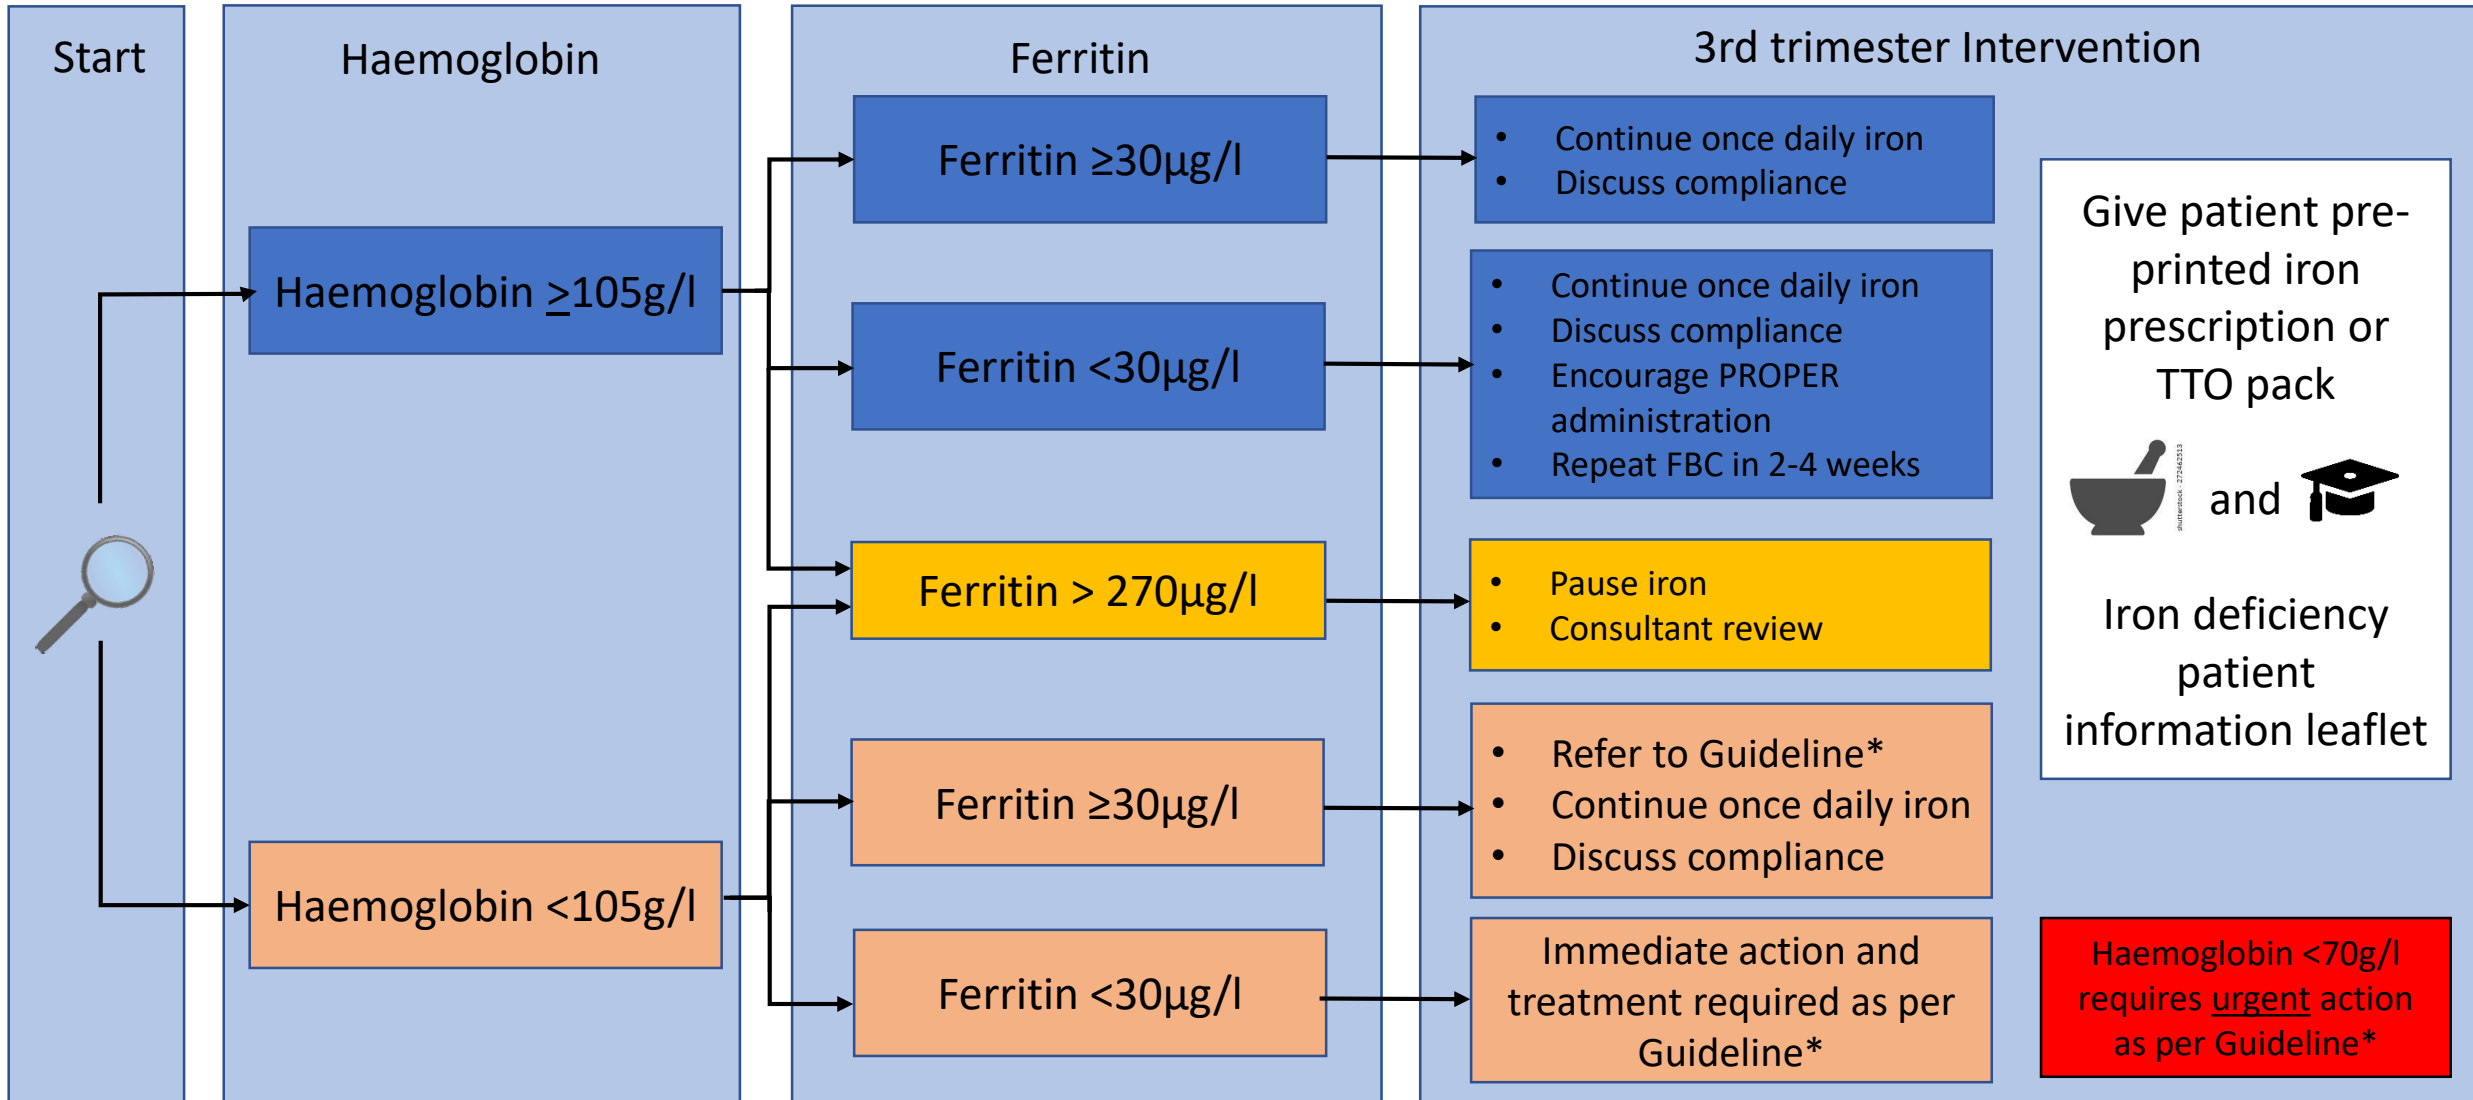 Start
Haemoglobin
Ferritin
3rd trimester Intervention
Haemoglobin ≥105g/l
Haemoglobin <105g/l
Ferritin ≥30µg/l
Ferritin <30µg/l
Ferritin > 270µg/l
Ferritin ≥30µg/l
Ferritin <30µg/l
• Continue once daily iron
• Discuss compliance
• Continue once daily iron
• Discuss compliance
• Encourage PROPER
administration
• Repeat FBC in 2-4 weeks
• Pause iron
• Consultant review
• Refer to Guideline*
• Continue once daily iron
• Discuss compliance
Immediate action and
treatment required as per
Guideline*
Give patient pre-
printed iron
prescription or
TTO pack
shutterstock · 272462513
and
Iron deficiency
patient
information leaflet
Haemoglobin <70g/l
requires urgent action
as per Guideline*